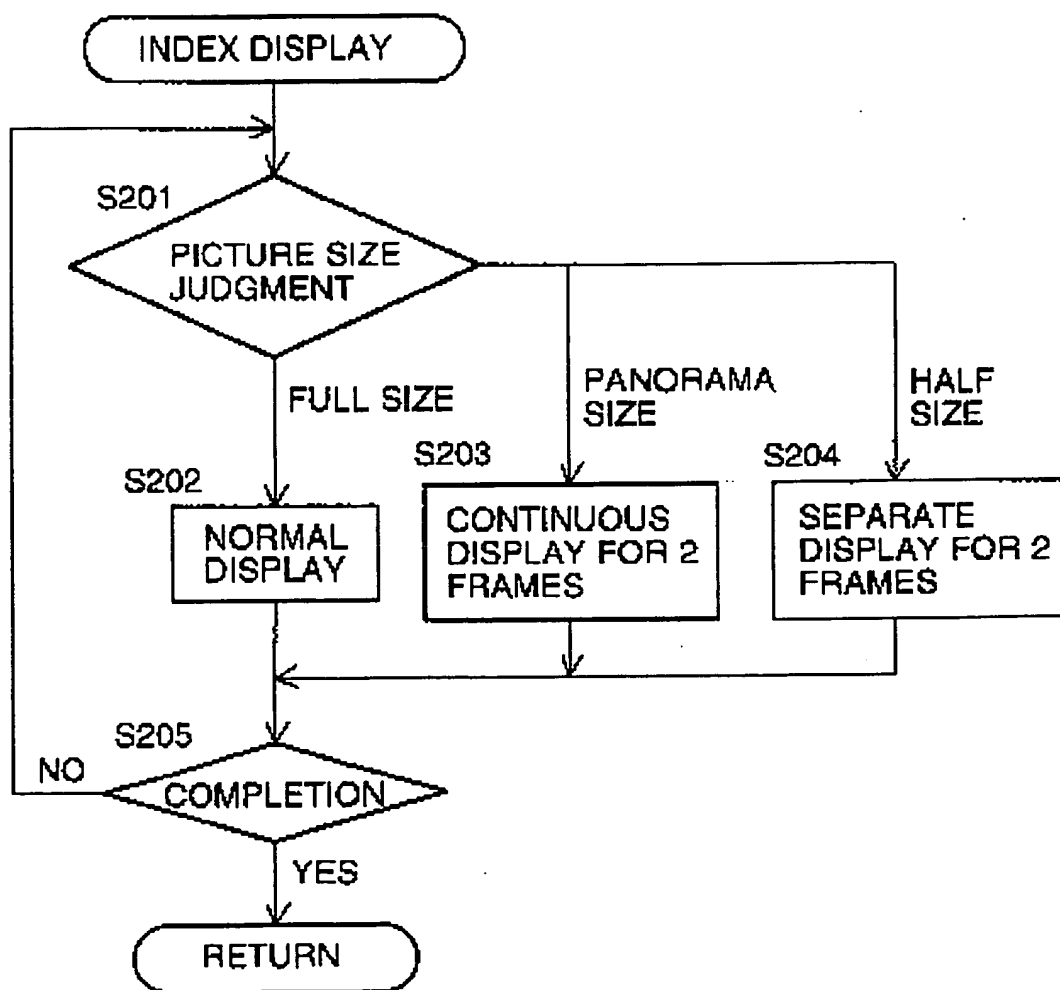 INDEX DISPLAY
S201
PICTURE SIZE
JUDGMENT
FULL SIZE
PANORAMA
SIZE
HALF
SIZE
S202
NORMAL
DISPLAY
S203
CONTINUOUS
DISPLAY FOR 2
FRAMES
S204
SEPARATE
DISPLAY FOR 2
FRAMES
S205
NO
COMPLETION
YES
RETURN